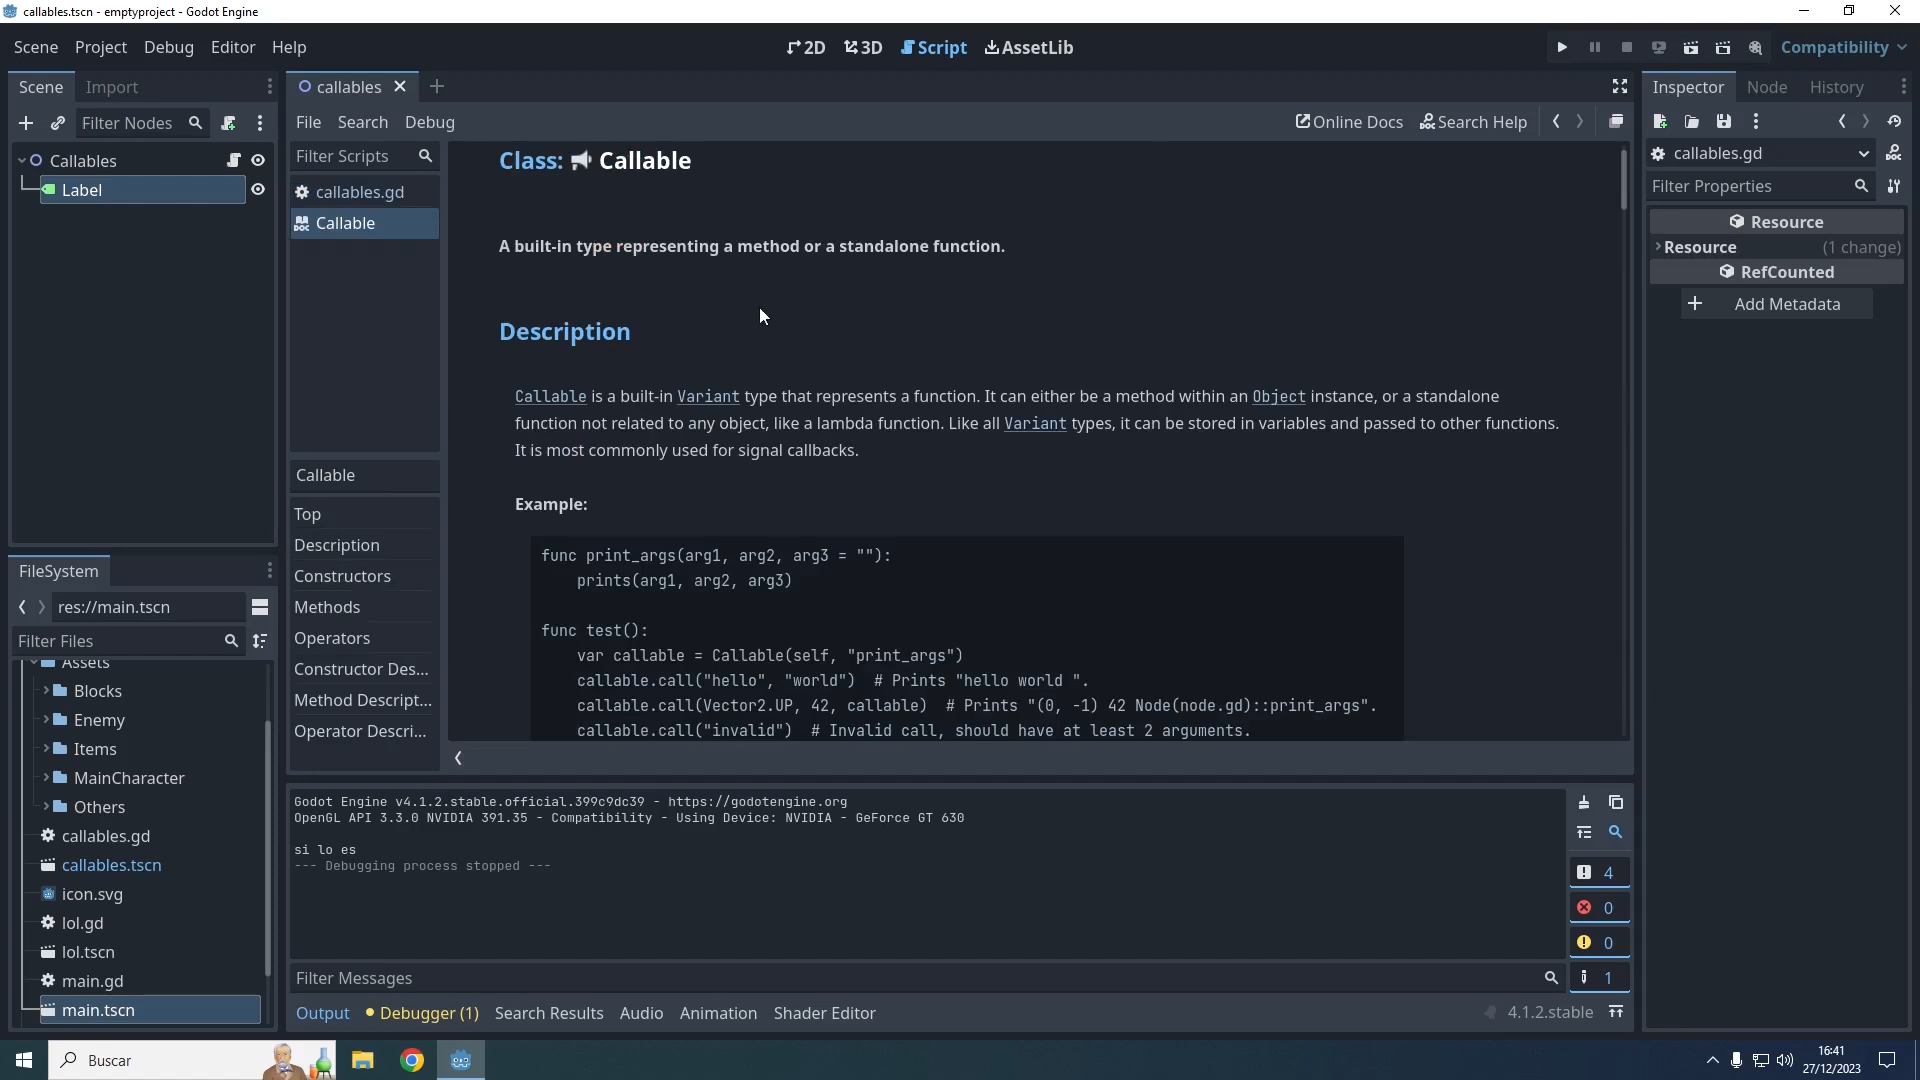 callables.tscn - emptyproject - Godot Engine
Scene Project Debug Editor Help
2D 3D Script AssetLib
Compatibility
Scene Import
Filter Nodes
Callables
Label
FileSystem
res://main.tscn
Filter Files
Assets
Blocks
Enemy
Items
MainCharacter
Others
callables.gd
callables.tscn
icon.svg
lol.gd
lol.tscn
main.gd
main.tscn
callables
File Search Debug
Online Docs Search Help
Filter Scripts
callables.gd
DOC Callable
Callable
Top
Description
Constructors
Methods
Operators
Constructor Des...
Method Descript...
Operator Descri...
Class: Callable
A built-in type representing a method or a standalone function.
Description
Callable is a built-in Variant type that represents a function. It can either be a method within an Object instance, or a standalone
function not related to any object, like a lambda function. Like all Variant types, it can be stored in variables and passed to other functions.
It is most commonly used for signal callbacks.
Example:
func print_args(arg1, arg2, arg3 = ""):
prints(arg1, arg2, arg3)
func test():
var callable = Callable(self, "print_args")
callable.call("hello", "world") # Prints "hello world ".
callable.call(Vector2.UP, 42, callable) # Prints "(0, -1) 42 Node(node.gd)::print_args".
callable.call("invalid") # Invalid call, should have at least 2 arguments.
Godot Engine v4.1.2.stable.official.399c9dc39 - https://godotengine.org
OpenGL API 3.3.0 NVIDIA 391.35 - Compatibility - Using Device: NVIDIA - GeForce GT 630
si lo es
--- Debugging process stopped ---
4
0
0
1
Filter Messages
Output Debugger (1) Search Results Audio Animation Shader Editor
4.1.2.stable
Inspector Node History
callables.gd
Filter Properties
Resource
Resource (1 change)
RefCounted
Add Metadata
Buscar
16:41
27/12/2023